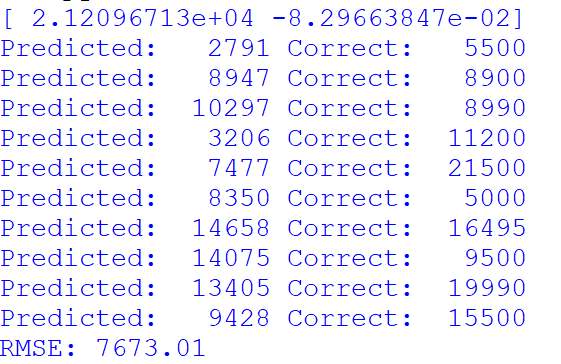 [ 2.12096713e+04 -8.29663847e-02]
Predicted:   2791 Correct:   5500
Predicted:   8947 Correct:   8900
Predicted:  10297 Correct:   8990
Predicted:   3206 Correct:  11200
Predicted:   7477 Correct:  21500
Predicted:   8350 Correct:   5000
Predicted:  14658 Correct:  16495
Predicted:  14075 Correct:   9500
Predicted:  13405 Correct:  19990
Predicted:   9428 Correct:  15500
RMSE: 7673.01